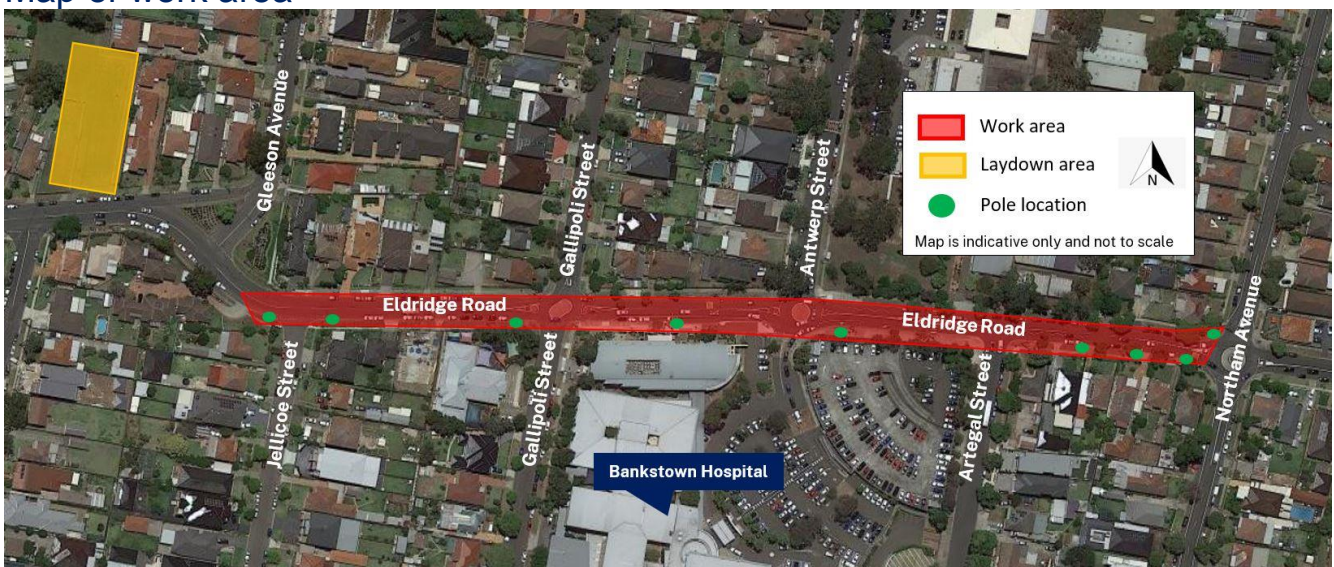 Map of work area
Gleeson Avenue
Gallipoli Street
Antwerp Street
Work area
Laydown area
N
Pole location
Map is indicative only and not to scale
Eldridge Road
Eldridge Road
Jellicoe Street
Gallipoli Street
Artegal Street
Northam Avenue
Bankstown Hospital